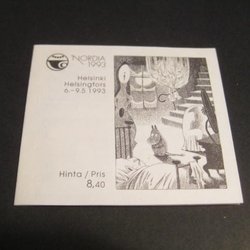 NORDIA
1993
Helsinki
Helsingfors
6.-9.5 1993
Hinta / Pris
8,40